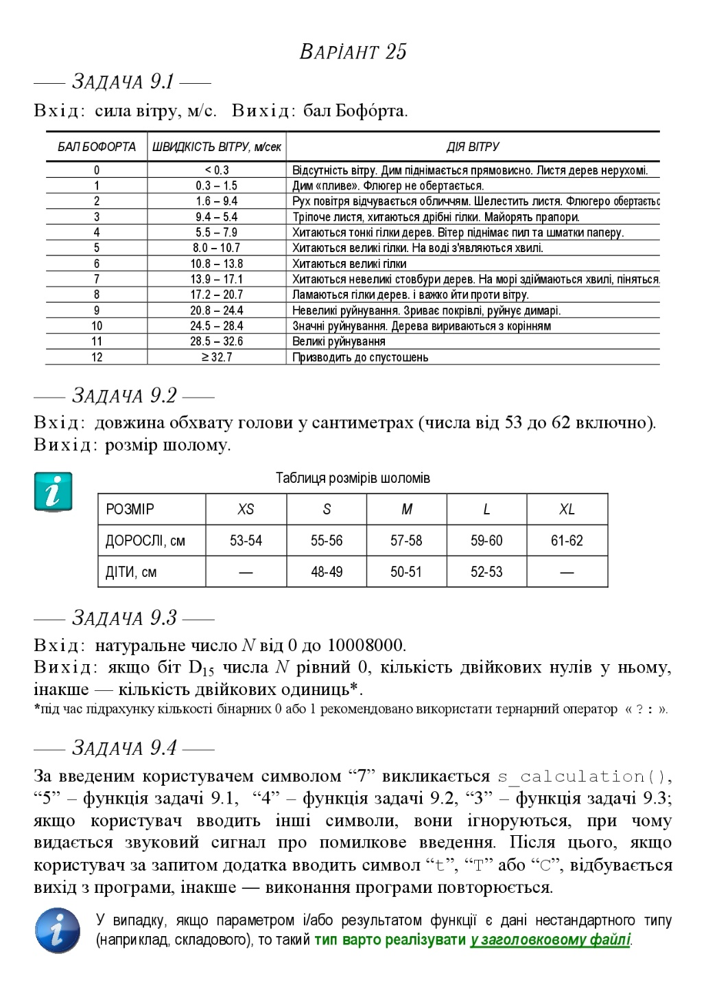 ВАРІАНТ 25
ЗАДАЧА 9.1
Вхід: сила вітру, м/с. Вихід: бал Бофо́рта.
БАЛ БОФОРТА ШВИДКІСТЬ ВІТРУ, м/сек ДІЯ ВІТРУ
0 < 0.3 Відсутність вітру. Дим піднімається прямовисно. Листя дерев нерухомі.
1 0.3 – 1.5 Дим «пливе». Флюгер не обертається.
2 1.6 – 9.4 Рух повітря відчувається обличчям. Шелестить листя. Флюгеро обертаєтьс
3 9.4 – 5.4 Тріпоче листя, хитаються дрібні гілки. Майорять прапори.
4 5.5 – 7.9 Хитаються тонкі гілки дерев. Вітер піднімає пил та шматки паперу.
5 8.0 – 10.7 Хитаються великі гілки. На воді з'являються хвилі.
6 10.8 – 13.8 Хитаються великі гілки
7 13.9 – 17.1 Хитаються невеликі стовбури дерев. На морі здіймаються хвилі, піняться.
8 17.2 – 20.7 Ламаються гілки дерев. і важко йти проти вітру.
9 20.8 – 24.4 Невеликі руйнування. Зриває покрівлі, руйнує димарі.
10 24.5 – 28.4 Значні руйнування. Дерева вириваються з корінням
11 28.5 – 32.6 Великі руйнування
12 ≥ 32.7 Призводить до спустошень
ЗАДАЧА 9.2
Вхід: довжина обхвату голови у сантиметрах (числа від 53 до 62 включно).
Вихід: розмір шолому.
Таблиця розмірів шоломів
РОЗМІР XS S M L XL
ДОРОСЛІ, см 53-54 55-56 57-58 59-60 61-62
ДІТИ, см — 48-49 50-51 52-53 —
ЗАДАЧА 9.3
Вхід: натуральне число N від 0 до 10008000.
Вихід: якщо біт D15 числа N рівний 0, кількість двійкових нулів у ньому,
інакше — кількість двійкових одиниць*.
*під час підрахунку кількості бінарних 0 або 1 рекомендовано використати тернарний оператор « ? : ».
ЗАДАЧА 9.4
За введеним користувачем символом “7” викликається s_calculation(),
“5” – функція задачі 9.1, “4” – функція задачі 9.2, “3” – функція задачі 9.3;
якщо користувач вводить інші символи, вони ігноруються, при чому
видається звуковий сигнал про помилкове введення. Після цього, якщо
користувач за запитом додатка вводить символ “t”, “T” або “C”, відбувається
вихід з програми, інакше — виконання програми повторюється.
У випадку, якщо параметром і/або результатом функції є дані нестандартного типу
(наприклад, складового), то такий тип варто реалізувати у заголовковому файлі.